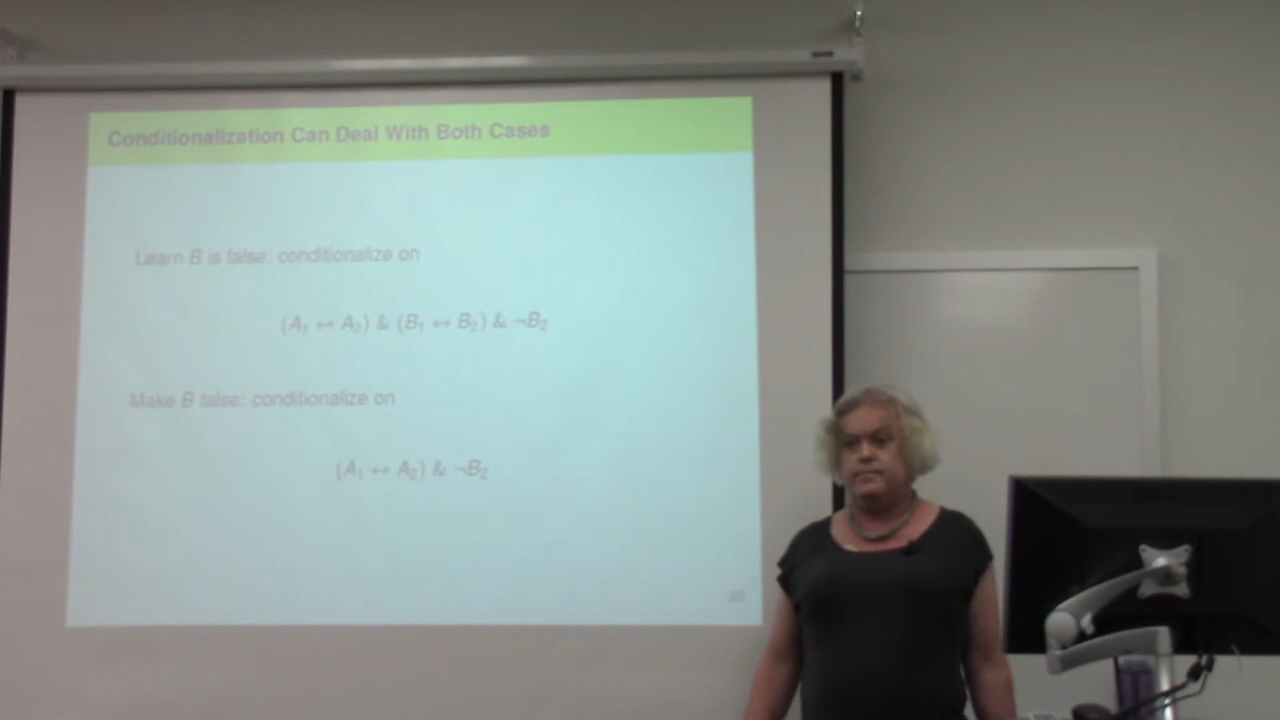 Conditionalization Can Deal With Both Cases
Learn B is false: conditionalize on
(A₁ ↔ A₂) & (B₁ ↔ B₂) & ¬B₂
Make B false: conditionalize on
(A₁ ↔ A₂) & ¬B₂